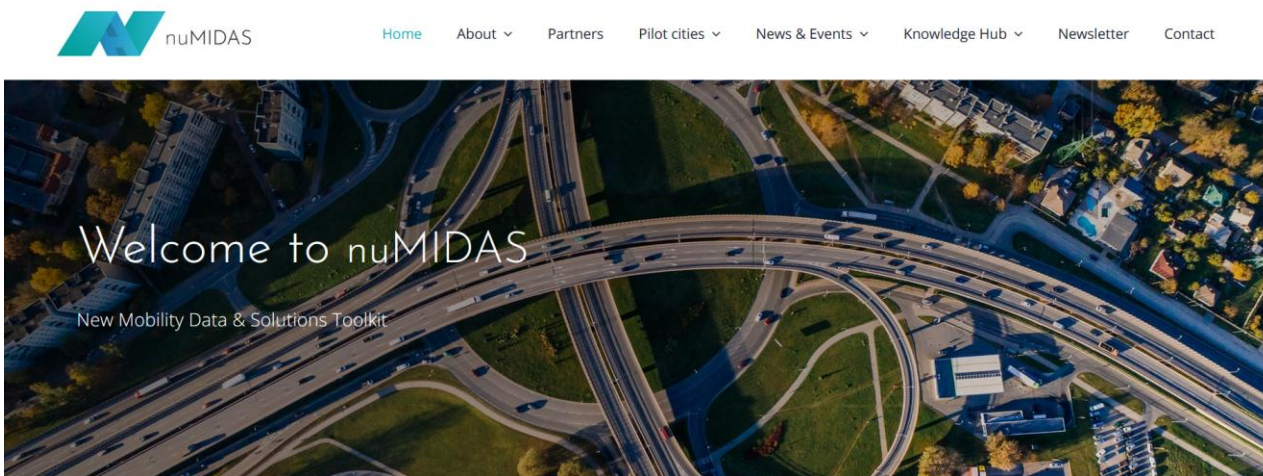 nuMIDAS
Home About Partners Pilot cities News & Events Knowledge Hub Newsletter Contact
Welcome to nuMIDAS
New Mobility Data & Solutions Toolkit